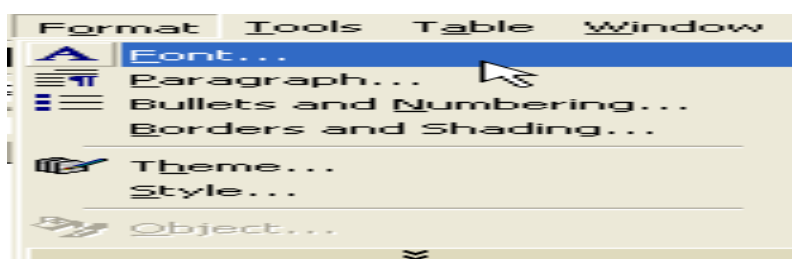 Format Tools Table Window
Font...
Paragraph...
Bullets and Numbering...
Borders and Shading...
Theme...
Style...
Object...